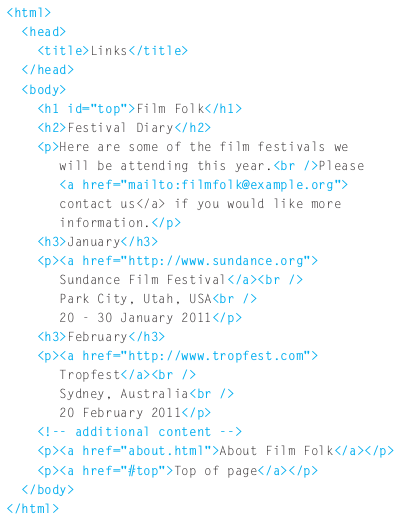 <html>
<head>
<title>Links</title>
</head>
<body>
<h1 id="top">Film Folk</h1>
<h2>Festival Diary</h2>
<p>Here are some of the film festivals we
will be attending this year.<br />Please
<a href="mailto:filmfolk@example.org">
contact us</a> if you would like more
information.</p>
<h3>January</h3>
<p><a href="http://www.sundance.org">
Sundance Film Festival</a><br />
Park City, Utah, USA<br />
20 - 30 January 2011</p>
<h3>February</h3>
<p><a href="http://www.tropfest.com">
Tropfest</a><br />
Sydney, Australia<br />
20 February 2011</p>
<!-- additional content -->
<p><a href="about.html">About Film Folk</a></p>
<p><a href="#top">Top of page</a></p>
</body>
</html>